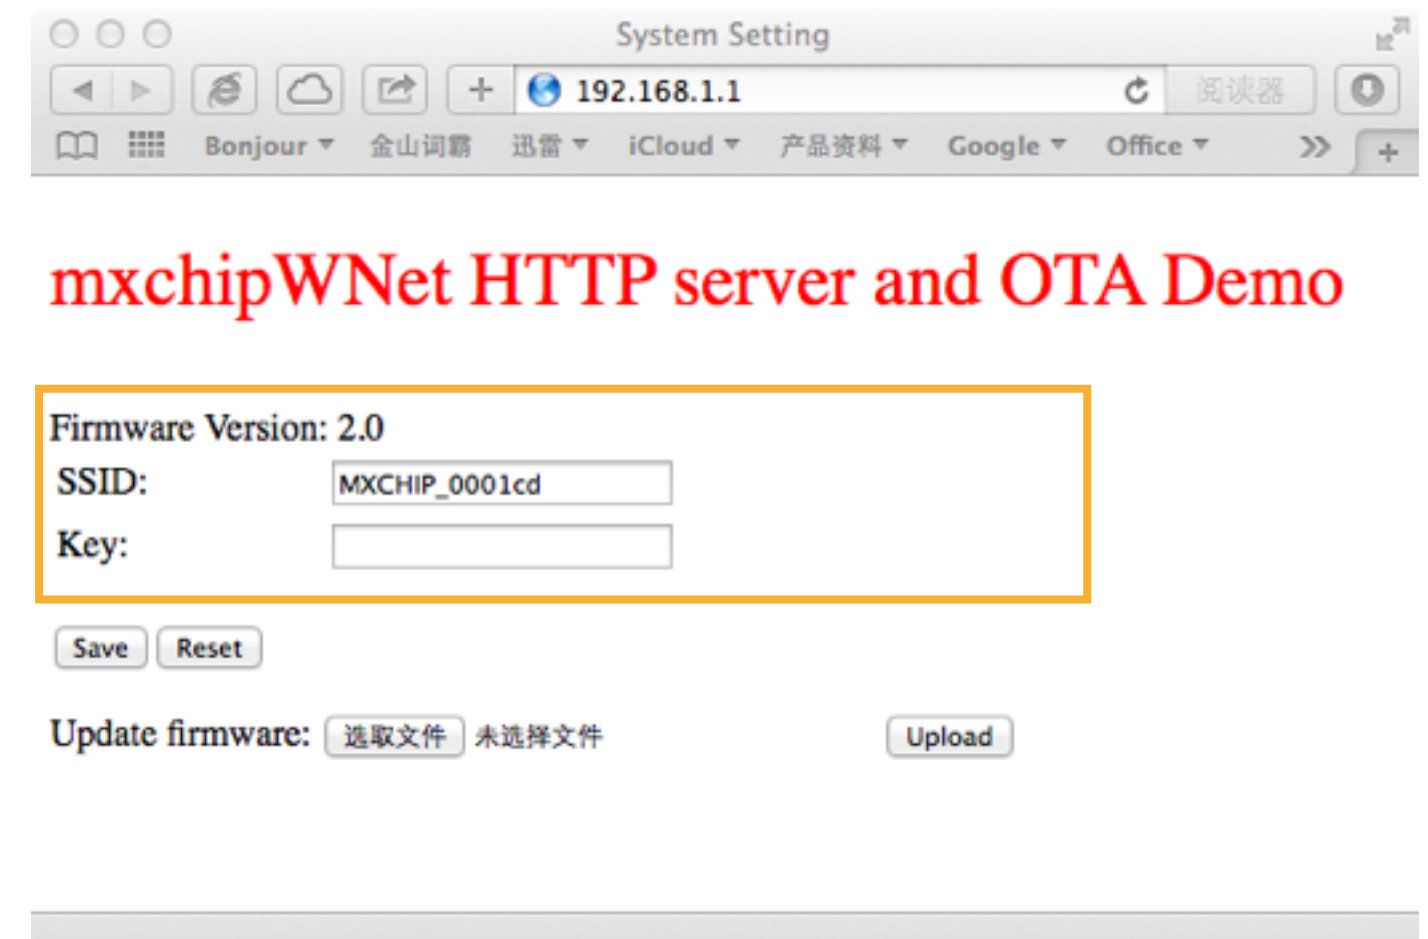 System Setting
192.168.1.1
阅读器
Bonjour 金山词霸 迅雷 iCloud 产品资料 Google Office
mxchipWNet HTTP server and OTA Demo
Firmware Version: 2.0
SSID: MXCHIP_0001cd
Key:
Save Reset
Update firmware: 选取文件 未选择文件 Upload